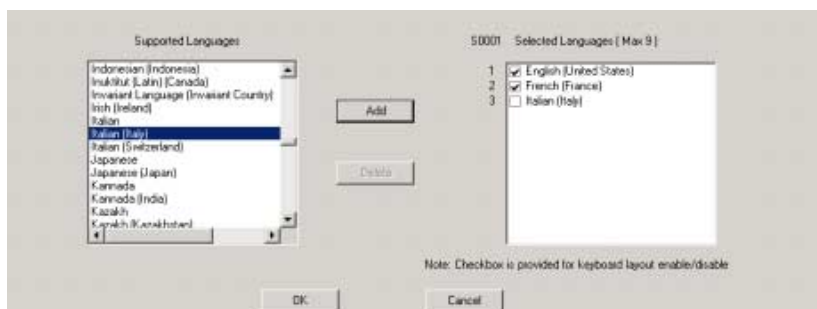 Supported Languages
S0001 Selected Languages ( Max 9 )
Indonesian (Indonesia)
Inuktitut (Latin) (Canada)
Invariant Language (Invariant Country)
Irish (Ireland)
Italian
Italian (Italy)
Italian (Switzerland)
Japanese
Japanese (Japan)
Kannada
Kannada (India)
Kazakh
Kazakh (Kazakhstan)
Add
Delete
1 English (United States)
2 French (France)
3 Italian (Italy)
Note: Checkbox is provided for keyboard layout enable/disable
OK
Cancel